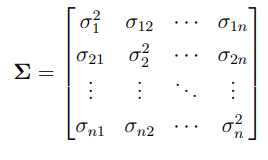 Σ = [ σ₁² σ₁₂ ⋯ σ₁ₙ
σ₂₁ σ₂² ⋯ σ₂ₙ
⋮ ⋮ ⋱ ⋮
σₙ₁ σₙ₂ ⋯ σₙ² ]